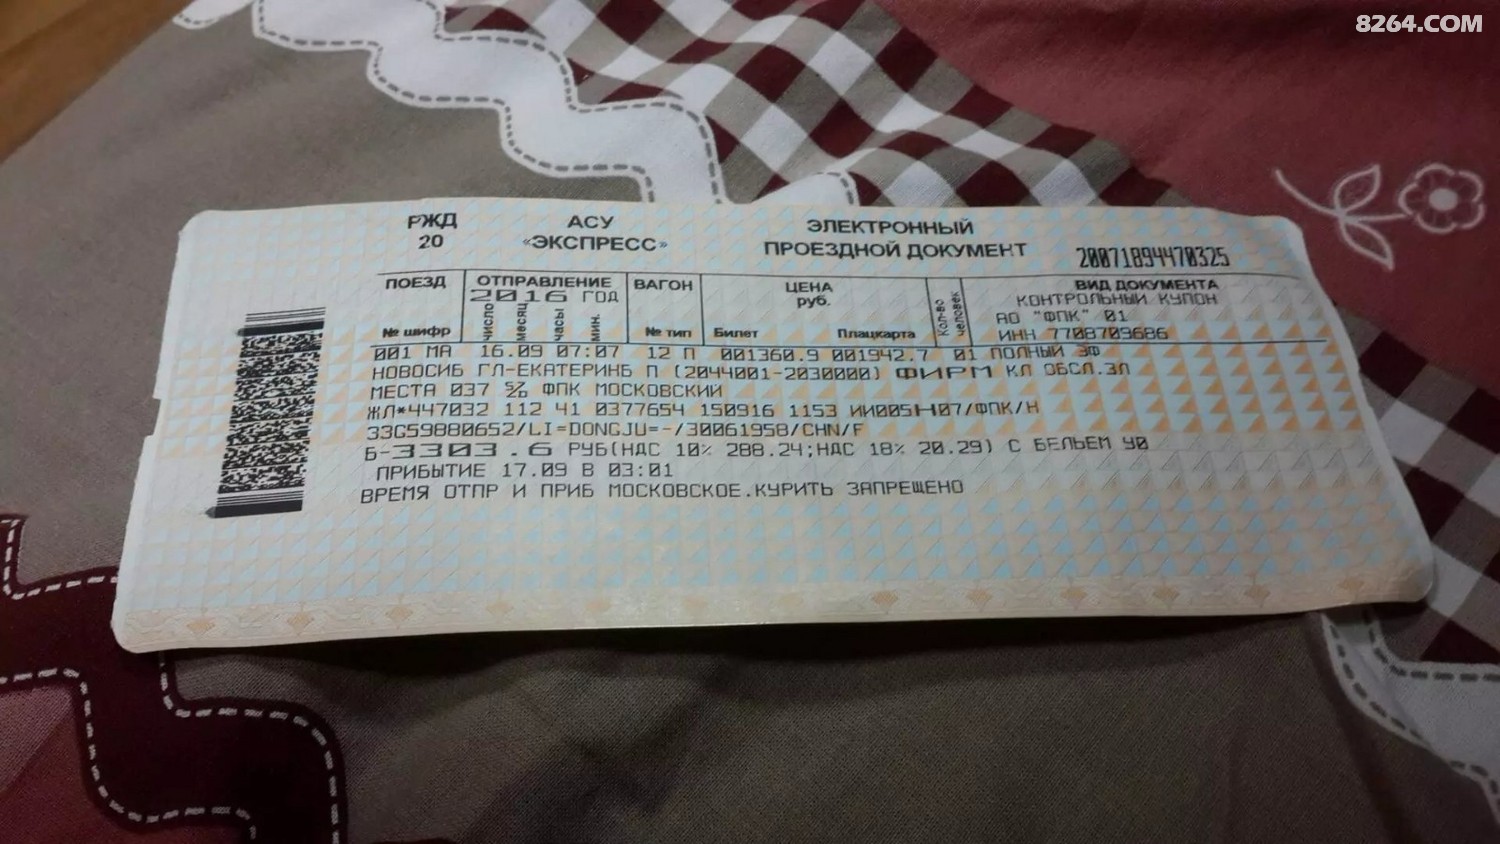 8264.COM
РЖД АСУ ЭЛЕКТРОННЫЙ
20 «ЭКСПРЕСС» ПРОЕЗДНОЙ ДОКУМЕНТ 20071894470325
ПОЕЗД ОТПРАВЛЕНИЕ ВАГОН ЦЕНА ВИД ДОКУМЕНТА
2016 ГОД руб. КОНТРОЛЬНЫЙ КУПОН
число месяц часы мин. Кол-во человек АО "ФПК" 01
№ шифр № тип Билет Плацкарта ИНН 7708709686
001 МА 16.09 07:07 12 П 001360.9 001942.7 01 ПОЛНЫЙ ЭФ
НОВОСИБ ГЛ-ЕКАТЕРИНБ П (2044001-2030000) ФИРМ КЛ ОБСЛ.3Л
МЕСТА 037 ФПК МОСКОВСКИЙ
ЖЛ*447032 112 41 0377654 150916 1153 ИИ005Н07/ФПК/Н
ЗЗG59880652/LI=DONGJU=-/30061958/CHN/F
Б-3303.6 РУБ(НДС 10% 288.24;НДС 18% 20.29) С БЕЛЬЕМ У0
ПРИБЫТИЕ 17.09 В 03:01
ВРЕМЯ ОТПР И ПРИБ МОСКОВСКОЕ.КУРИТЬ ЗАПРЕЩЕНО